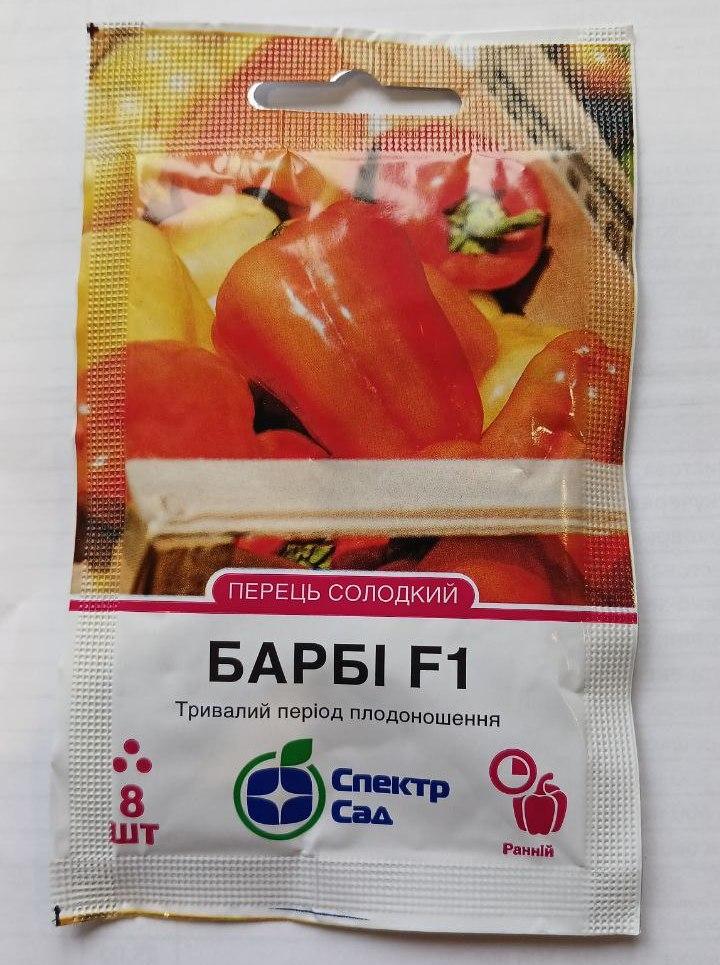 ПЕРЕЦЬ СОЛОДКИЙ
БАРБІ F1
Тривалий період плодоношення
8
ШТ
Спектр
Сад
Ранній